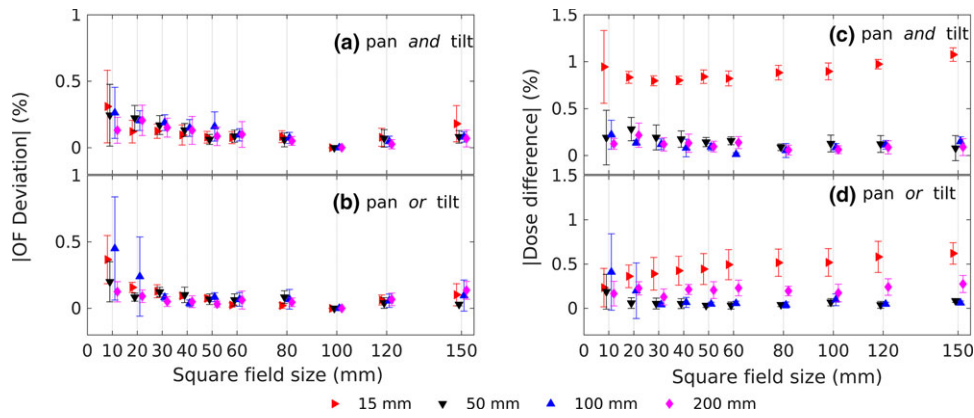 (a) pan and tilt
1
0.5
0
|OF Deviation| (%)
(b) pan or tilt
1
0.5
0
0 10 20 30 40 50 60 80 100 120 150
Square field size (mm)
(c) pan and tilt
1.5
1
0.5
0
|Dose difference| (%)
(d) pan or tilt
1.5
1
0.5
0
0 10 20 30 40 50 60 80 100 120 150
Square field size (mm)
15 mm 50 mm 100 mm 200 mm